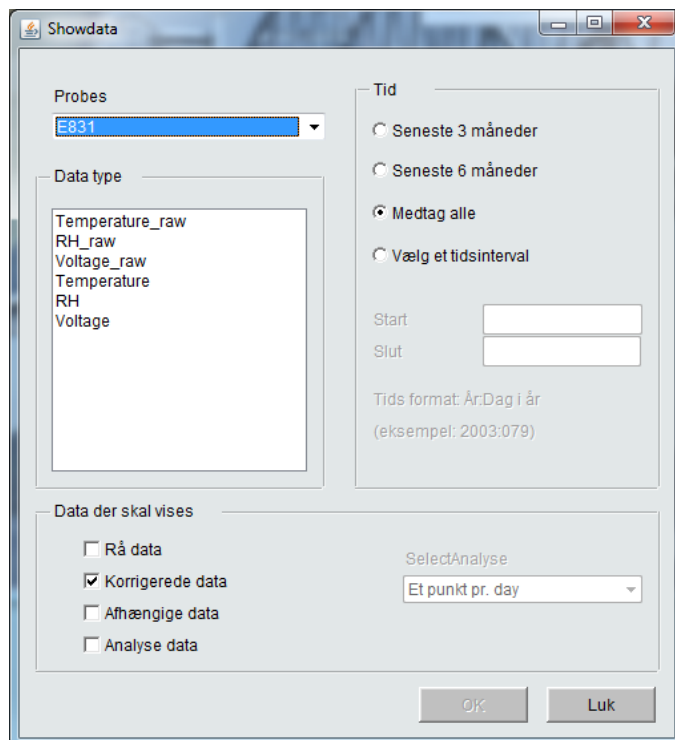 Showdata
Probes
E831
Data type
Temperature_raw
RH_raw
Voltage_raw
Temperature
RH
Voltage
Tid
Seneste 3 måneder
Seneste 6 måneder
Medtag alle
Vælg et tidsinterval
Start
Slut
Tids format: År:Dag i år
(eksempel: 2003:079)
Data der skal vises
Rå data
Korrigerede data
Afhængige data
Analyse data
SelectAnalyse
Et punkt pr. day
OK
Luk